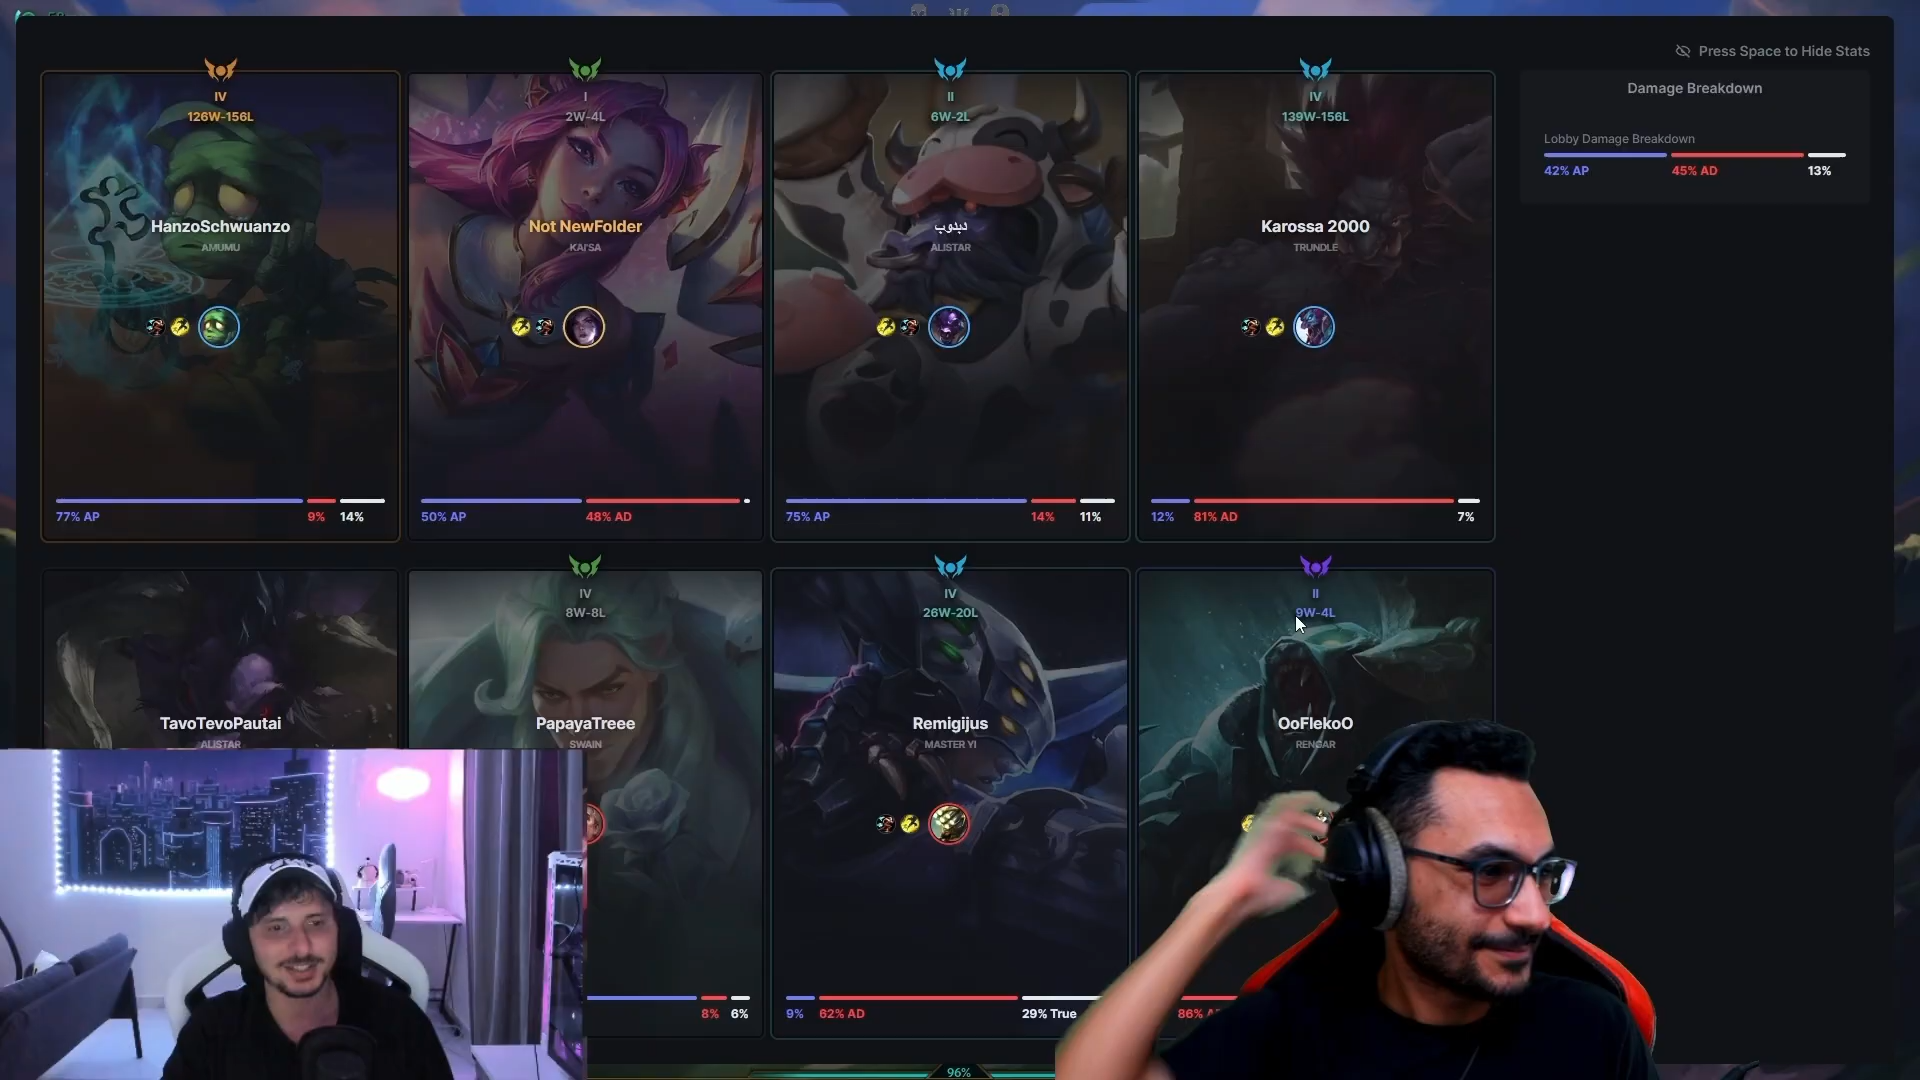 Press Space to Hide Stats
Damage Breakdown
Lobby Damage Breakdown
42% AP 45% AD 13%
IV
126W-156L
HanzoSchwuanzo
AMUMU
77% AP 9% 14%
I
2W-4L
Not NewFolder
KAI'SA
50% AP 48% AD
II
6W-2L
دبدوب
ALISTAR
75% AP 14% 11%
IV
139W-156L
Karossa 2000
TRUNDLE
12% 81% AD 7%
TavoTevoPautai
ALISTAR
IV
8W-8L
PapayaTreee
SWAIN
8% 6%
IV
26W-20L
Remigijus
MASTER YI
9% 62% AD 29% True
II
9W-4L
OoFlekoO
RENGAR
86%
96%